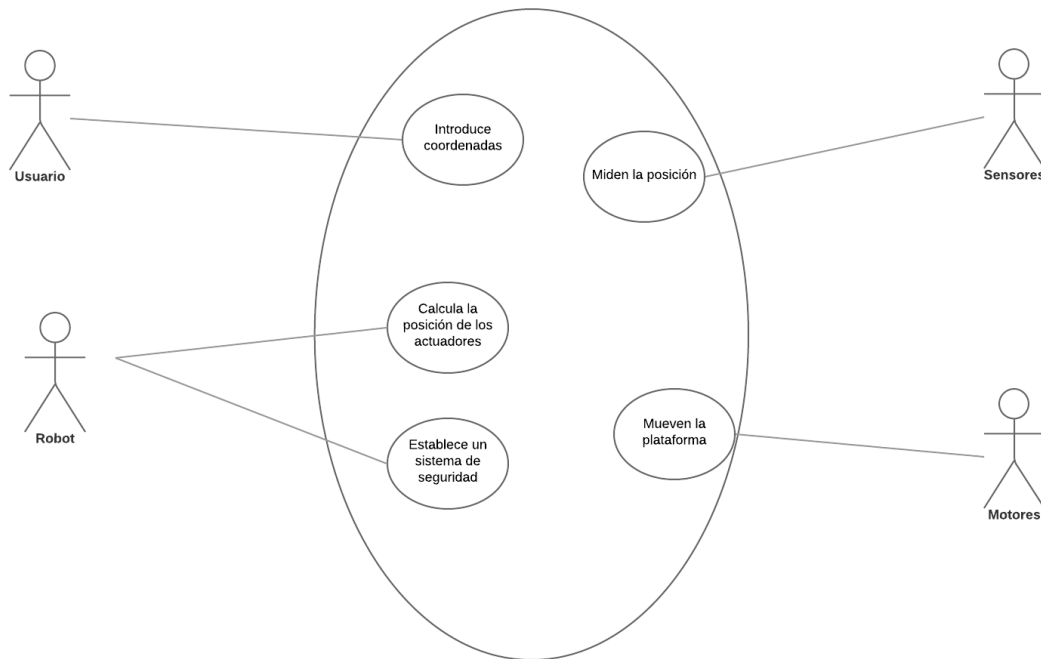 Usuario
Introduce
coordenadas
Miden la posición
Sensores
Robot
Calcula la
posición de los
actuadores
Establece un
sistema de
seguridad
Mueven la
plataforma
Motores